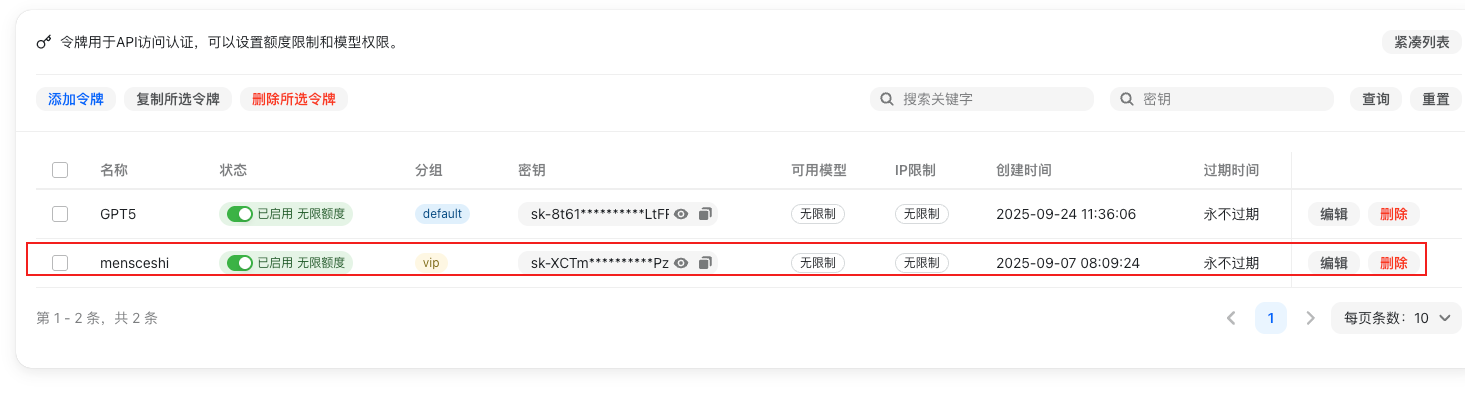 令牌用于API访问认证，可以设置额度限制和模型权限。 紧凑列表
添加令牌 复制所选令牌 删除所选令牌 搜索关键字 密钥 查询 重置
名称 状态 分组 密钥 可用模型 IP限制 创建时间 过期时间
GPT5 已启用 无限额度 default sk-8t61**********LtFF 无限制 无限制 2025-09-24 11:36:06 永不过期 编辑 删除
mensceshi 已启用 无限额度 vip sk-XCTm**********Pz 无限制 无限制 2025-09-07 08:09:24 永不过期 编辑 删除
第 1 - 2 条，共 2 条 1 每页条数：10